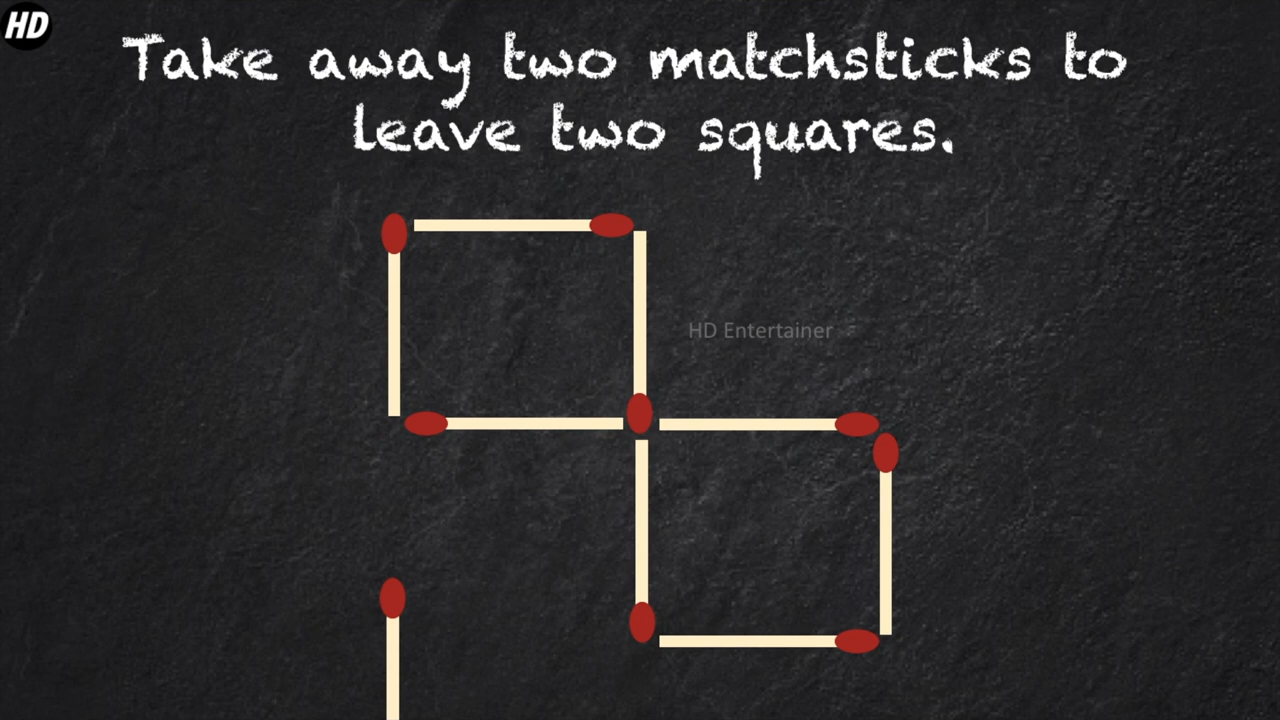 HD
Take away two matchsticks to
leave two squares.
HD Entertainer